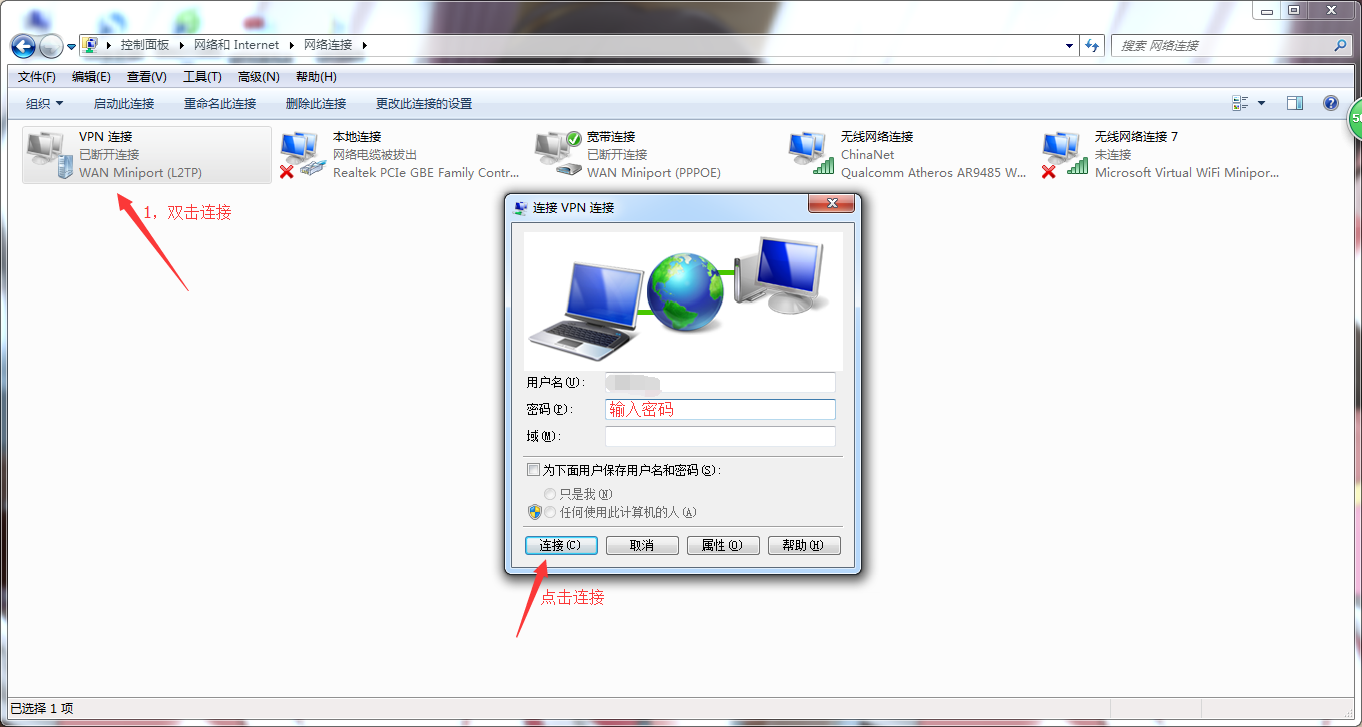 控制面板 网络和 Internet 网络连接
搜索 网络连接
文件(F) 编辑(E) 查看(V) 工具(T) 高级(N) 帮助(H)
组织 启动此连接 重命名此连接 删除此连接 更改此连接的设置
VPN 连接
已断开连接
WAN Miniport (L2TP)
本地连接
网络电缆被拔出
Realtek PCIe GBE Family Contr...
宽带连接
已断开连接
WAN Miniport (PPPOE)
无线网络连接
ChinaNet
Qualcomm Atheros AR9485 W...
无线网络连接 7
未连接
Microsoft Virtual WiFi Minipor...
1，双击连接
连接 VPN 连接
用户名(U):
密码(P): 输入密码
域(M):
为下面用户保存用户名和密码(S):
只是我(N)
任何使用此计算机的人(A)
连接(C) 取消 属性(O) 帮助(H)
点击连接
已选择 1 项